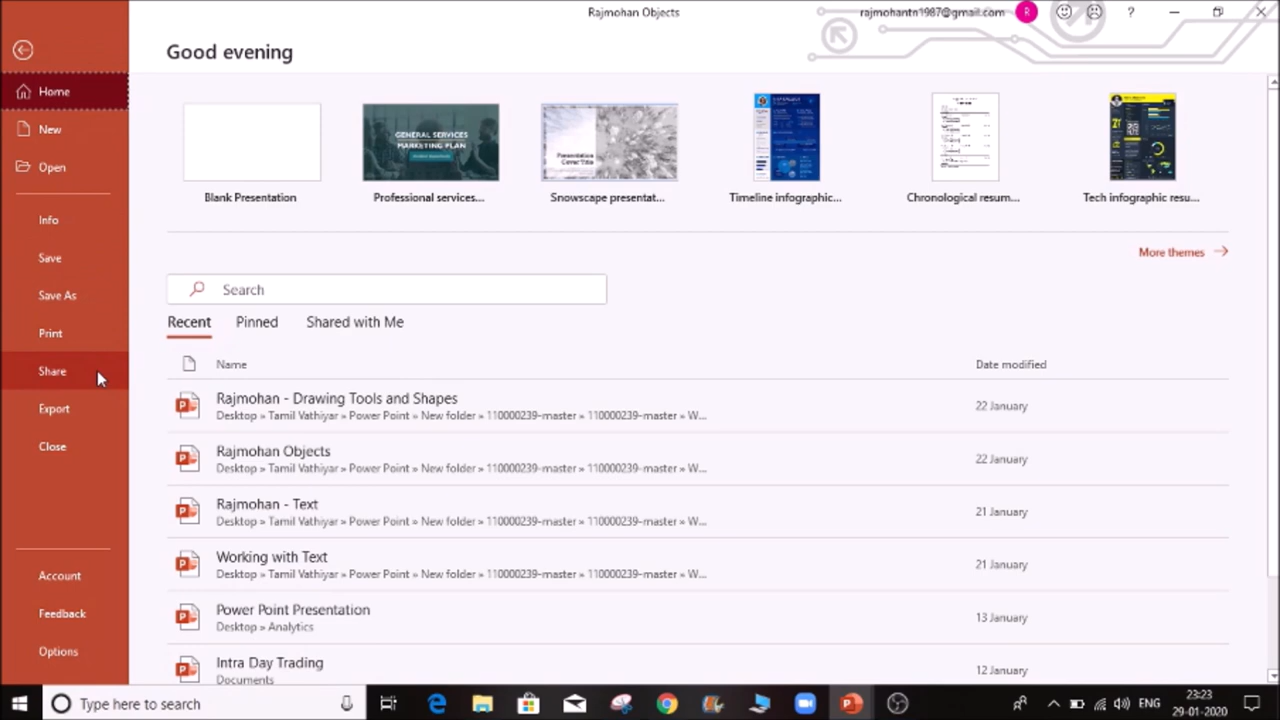 Rajmohan Objects
rajmohantn1987@gmail.com
R
?
Good evening
Home
New
Open
Info
Save
Save As
Print
Share
Export
Close
Account
Feedback
Options
GENERAL SERVICES
MARKETING PLAN
Presentation
Cover Title
Blank Presentation
Professional services...
Snowscape presentat...
Timeline infographic...
Chronological resum...
Tech infographic resu...
More themes
Search
Recent Pinned Shared with Me
Name Date modified
Rajmohan - Drawing Tools and Shapes
Desktop » Tamil Vathiyar » Power Point » New folder » 110000239-master » 110000239-master » W...
22 January
Rajmohan Objects
Desktop » Tamil Vathiyar » Power Point » New folder » 110000239-master » 110000239-master » W...
22 January
Rajmohan - Text
Desktop » Tamil Vathiyar » Power Point » New folder » 110000239-master » 110000239-master » W...
21 January
Working with Text
Desktop » Tamil Vathiyar » Power Point » New folder » 110000239-master » 110000239-master » W...
21 January
Power Point Presentation
Desktop » Analytics
13 January
Intra Day Trading
Documents
12 January
Type here to search
ENG
23:23
29-01-2020